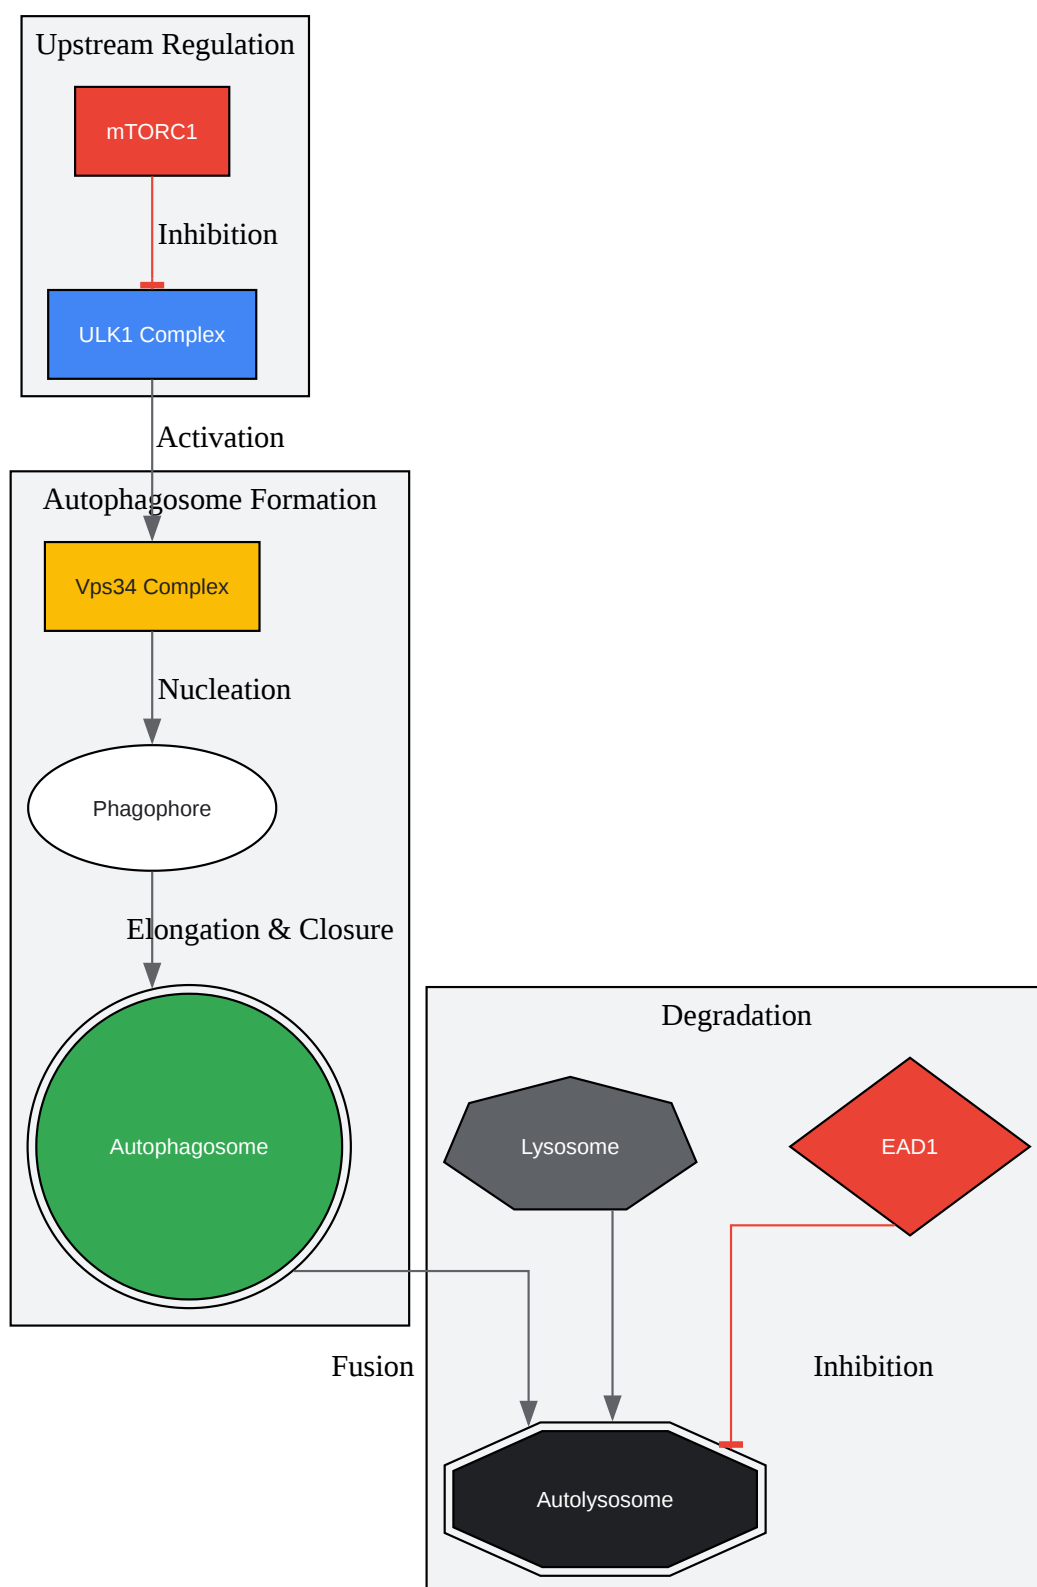 Upstream Regulation
mTORC1
Inhibition
ULK1 Complex
Activation
Autophagosome Formation
Vps34 Complex
Nucleation
Phagophore
Elongation & Closure
Degradation
Autophagosome
Lysosome
EAD1
Fusion
Inhibition
Autolysosome